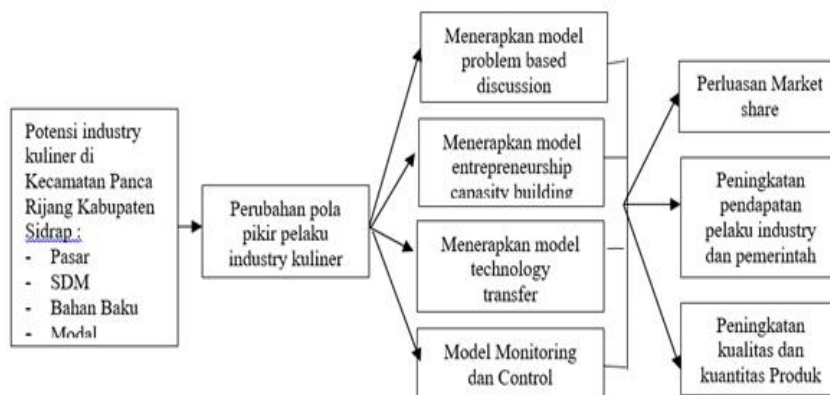 Potensi industry
kuliner di
Kecamatan Panca
Rijang Kabupaten
Sidrap :
- Pasar
- SDM
- Bahan Baku
- Modal
Perubahan pola
pikir pelaku
industry kuliner
Menerapkan model
problem based
discussion
Menerapkan model
entrepreneurship
capacity building
Menerapkan model
technology
transfer
Model Monitoring
dan Control
Perluasan Market
share
Peningkatan
pendapatan
pelaku industry
dan pemerintah
Peningkatan
kualitas dan
kuantitas Produk